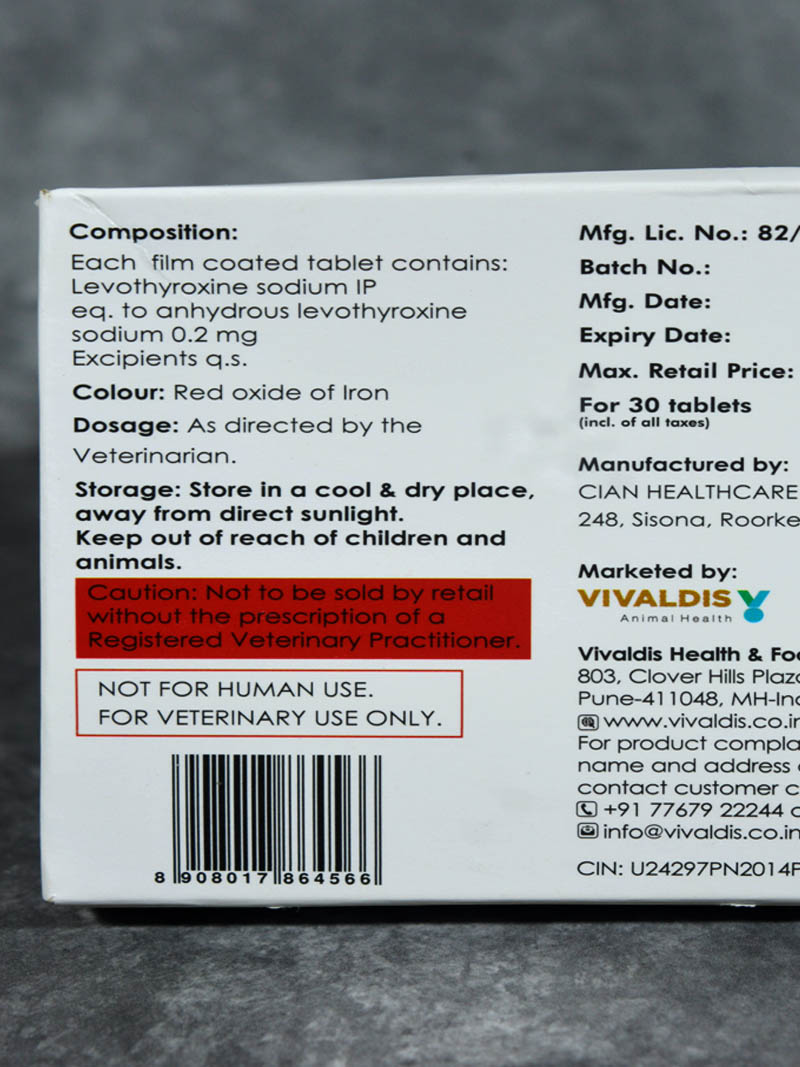 Composition:
Each film coated tablet contains:
Levothyroxine sodium IP
eq. to anhydrous levothyroxine
sodium 0.2 mg
Excipients q.s.
Colour: Red oxide of Iron
Dosage: As directed by the
Veterinarian.
Storage: Store in a cool & dry place,
away from direct sunlight.
Keep out of reach of children and
animals.
Caution: Not to be sold by retail
without the prescription of a
Registered Veterinary Practitioner.
NOT FOR HUMAN USE.
FOR VETERINARY USE ONLY.
8 908017 864566
Mfg. Lic. No.: 82/
Batch No.:
Mfg. Date:
Expiry Date:
Max. Retail Price:
For 30 tablets
(incl. of all taxes)
Manufactured by:
CIAN HEALTHCARE
248, Sisona, Roorke
Marketed by:
VIVALDIS
Animal Health
Vivaldis Health & Foo
803, Clover Hills Plaza
Pune-411048, MH-Ind
www.vivaldis.co.in
For product compla
name and address
contact customer c
+91 77679 22244 o
info@vivaldis.co.in
CIN: U24297PN2014P